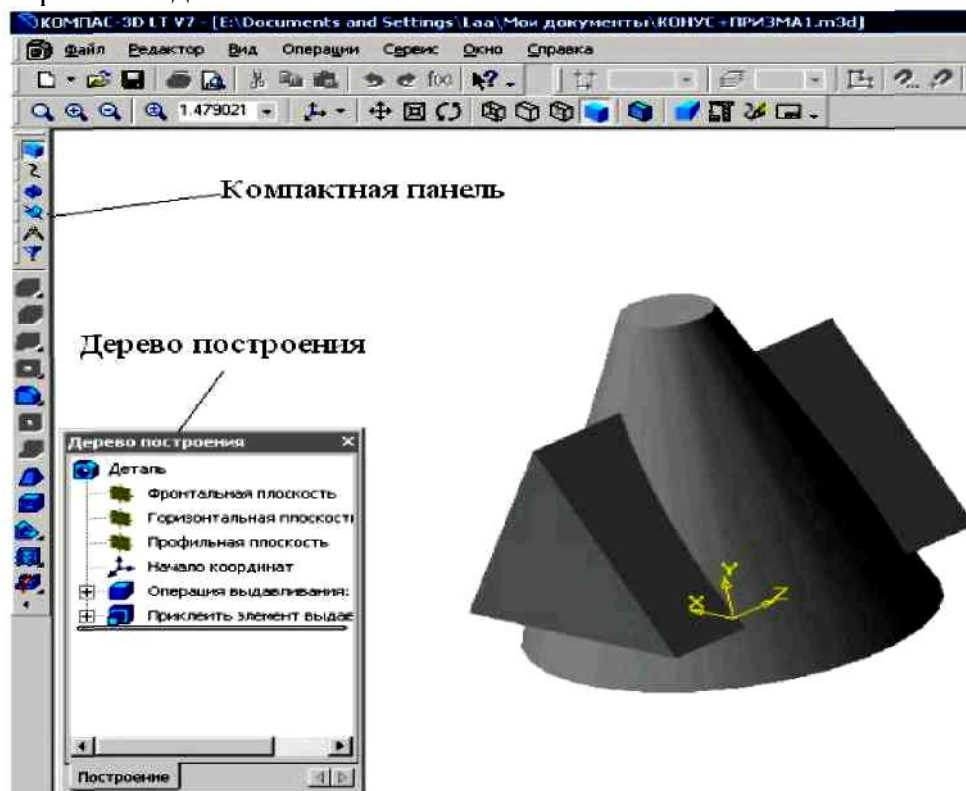 КОМПАС-3D LT V7 - [E:\Documents and Settings\Laa\Мои документы\КОНУС+ПРИЗМА1.m3d]
Файл Редактор Вид Операции Сервис Окно Справка
1.479021
Компактная панель
Дерево построения
Дерево построения
Деталь
Фронтальная плоскость
Горизонтальная плоскость
Профильная плоскость
Начало координат
Операция выдавливания:
Приклеить элемент выдав
Y
X
Z
Построение